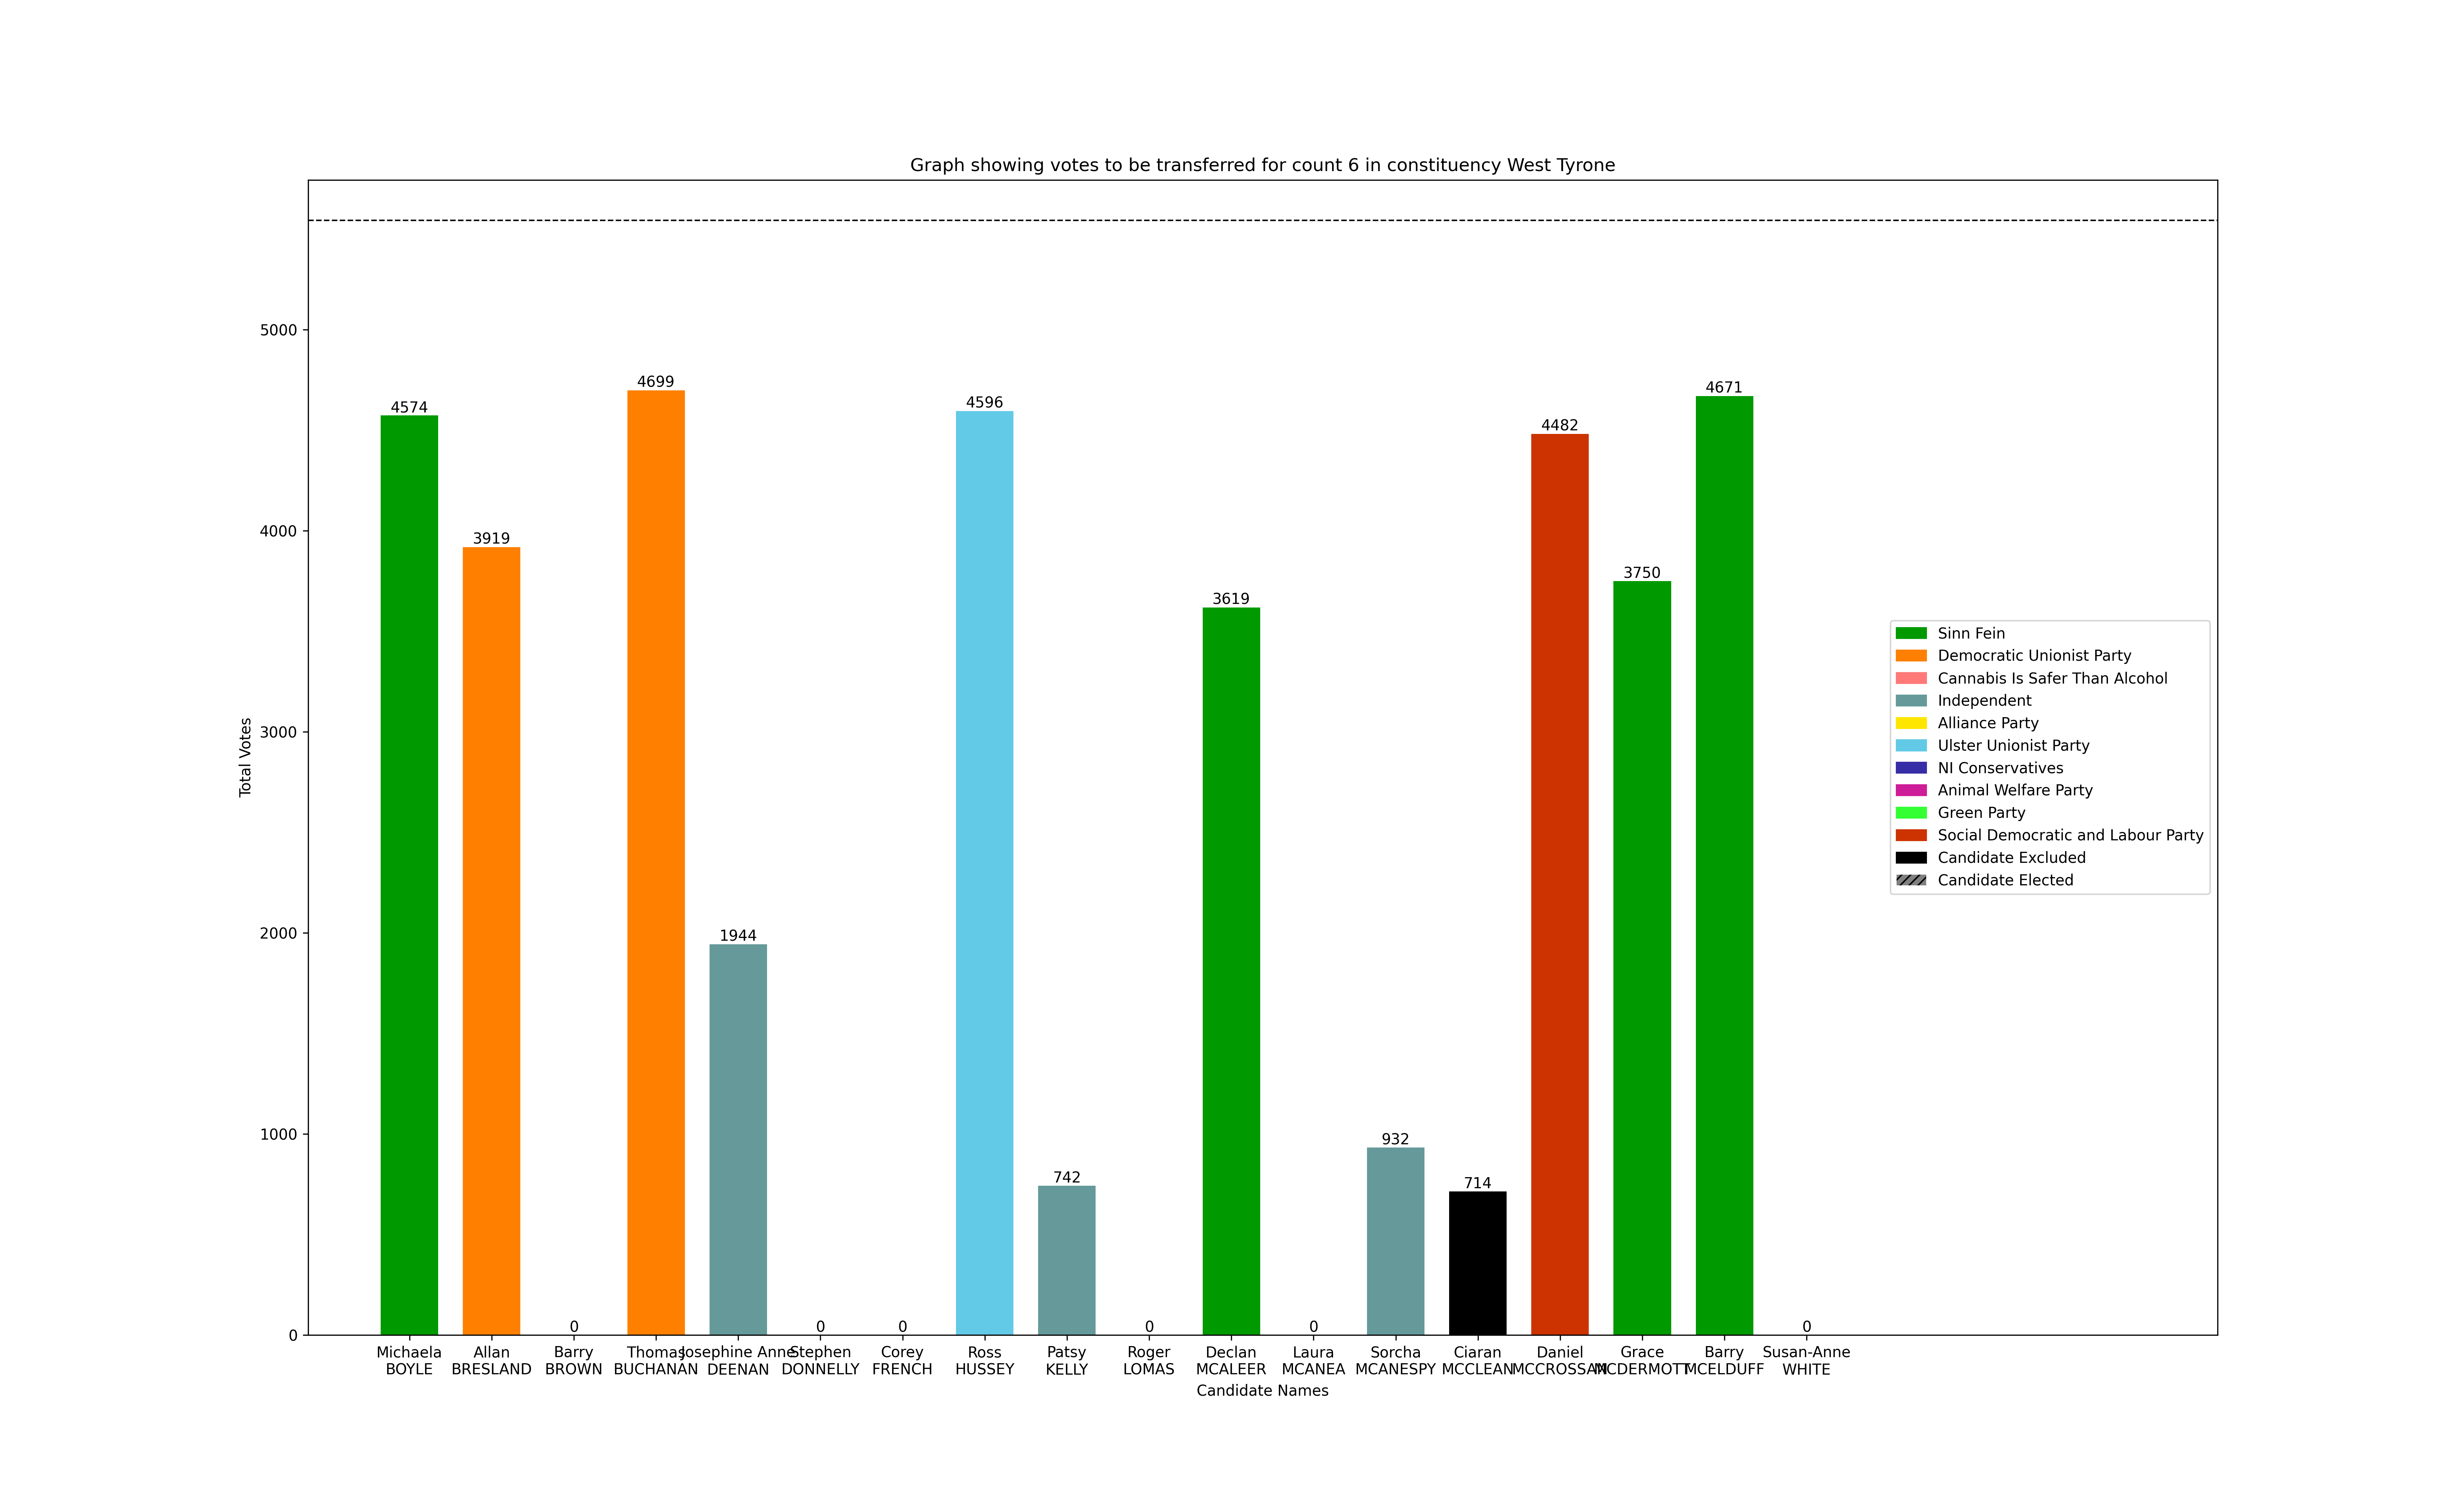 Graph showing votes to be transferred for count 6 in constituency West Tyrone
5000
4000
3000
2000
1000
0
Total Votes
4574
3919
0
4699
1944
0
0
4596
742
0
3619
0
932
714
4482
3750
4671
0
Michaela
BOYLE
Allan
BRESLAND
Barry
BROWN
Thomas
BUCHANAN
Josephine Anne
DEENAN
Stephen
DONNELLY
Corey
FRENCH
Ross
HUSSEY
Patsy
KELLY
Roger
LOMAS
Declan
MCALEER
Laura
MCANEA
Sorcha
MCANESPY
Ciaran
MCCLEAN
Daniel
MCCROSSAN
Grace
MCDERMOTT
Barry
MCELDUFF
Susan-Anne
WHITE
Candidate Names
Sinn Fein
Democratic Unionist Party
Cannabis Is Safer Than Alcohol
Independent
Alliance Party
Ulster Unionist Party
NI Conservatives
Animal Welfare Party
Green Party
Social Democratic and Labour Party
Candidate Excluded
Candidate Elected